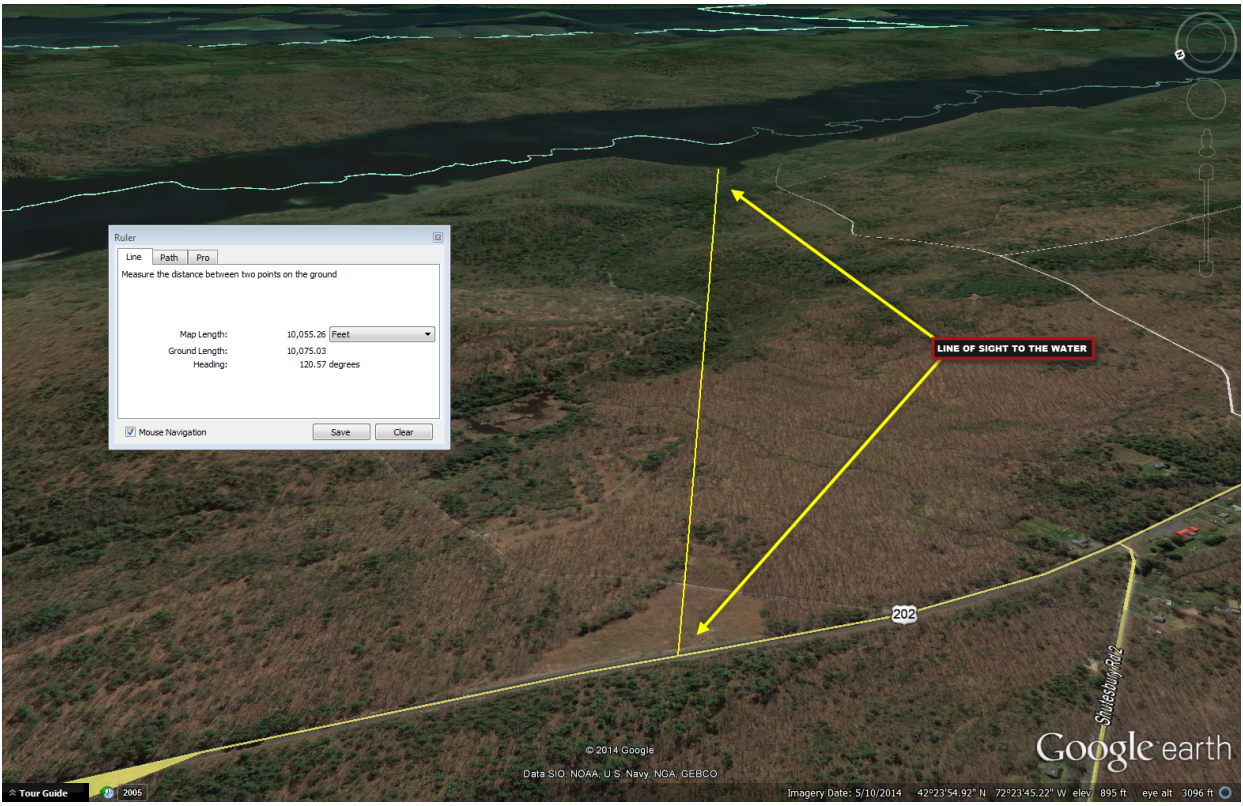 N
Ruler
Line Path Pro
Measure the distance between two points on the ground
Map Length: 10,055.26 Feet
Ground Length: 10,075.03
Heading: 120.57 degrees
Mouse Navigation Save Clear
LINE OF SIGHT TO THE WATER
202
Shutesbury Rd 2
© 2014 Google
Google earth
Data SIO, NOAA, U.S. Navy, NGA, GEBCO
Tour Guide 2005 Imagery Date: 5/10/2014 42°23'54.92" N 72°23'45.22" W elev 895 ft eye alt 3096 ft